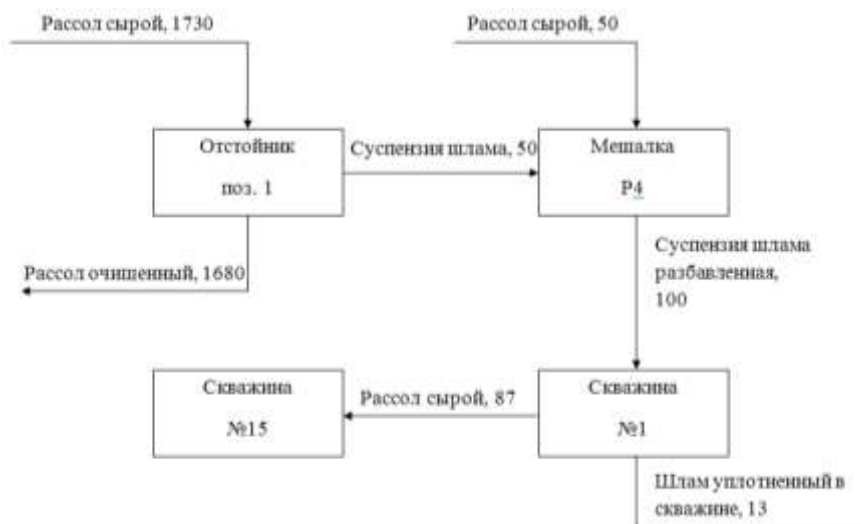 Рассол сырой, 1730
Рассол сырой, 50
Отстойник
поз. 1
Суспензия шлама, 50
Мешалка
Р4
Рассол очишенный, 1680
Суспензия шлама
разбавленная,
100
Скважина
№15
Рассол сырой, 87
Скважина
№1
Шлам уплотненный в
скважине, 13